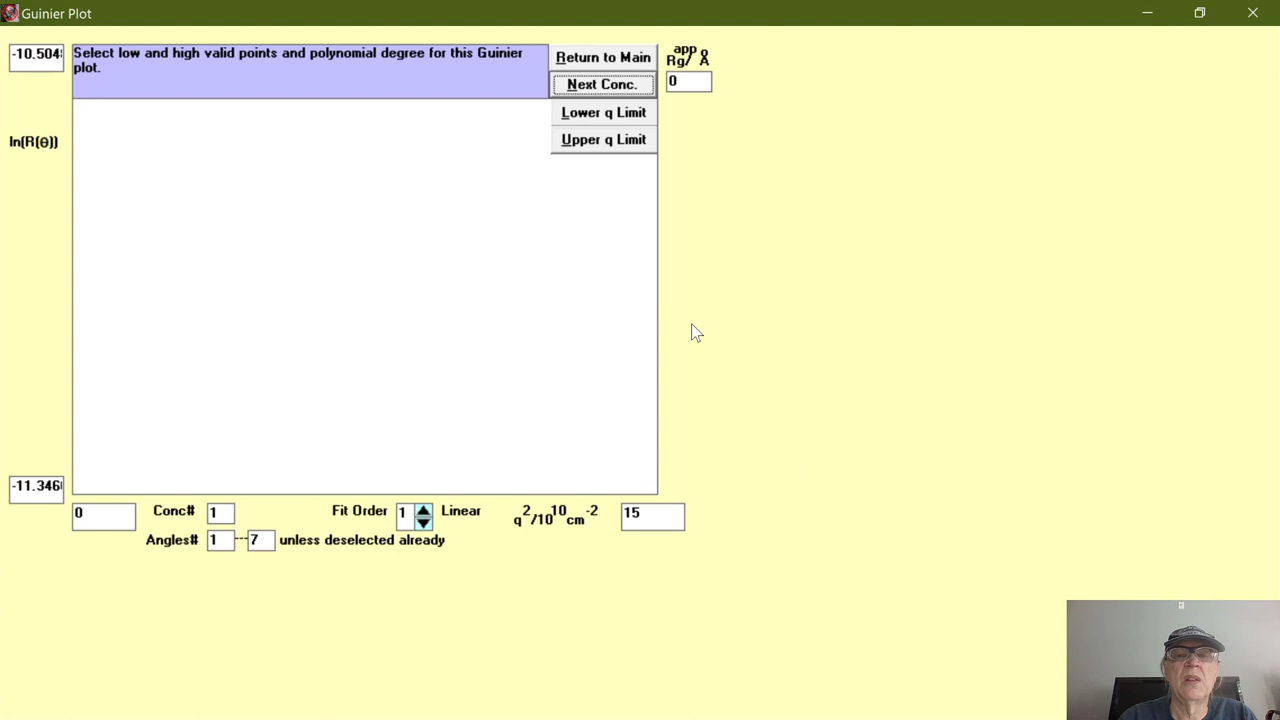 Guinier Plot
-10.504
Select low and high valid points and polynomial degree for this Guinier
plot.
Return to Main
Next Conc.
Lower q Limit
Upper q Limit
app o
Rg/ A
0
ln(R(θ))
-11.346
0
Conc# 1
Fit Order 1 Linear
q2/1010cm-2
15
Angles# 1 --- 7 unless deselected already